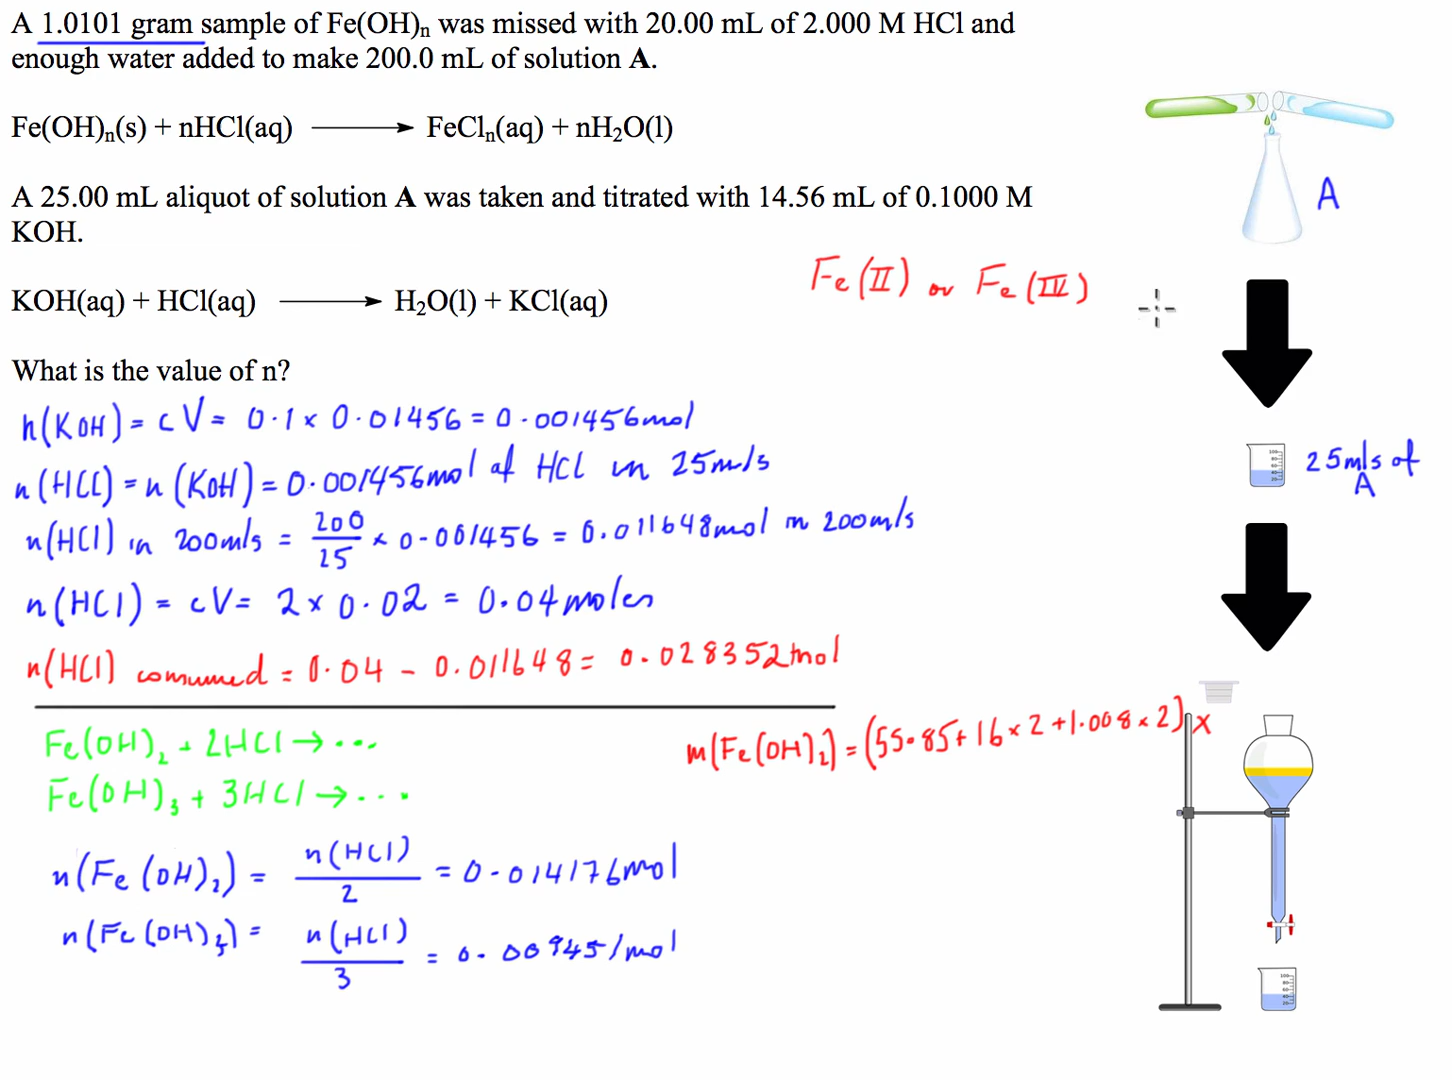 A 1.0101 gram sample of Fe(OH)ₙ was missed with 20.00 mL of 2.000 M HCl and
enough water added to make 200.0 mL of solution A.
Fe(OH)ₙ(s) + nHCl(aq) ⟶ FeClₙ(aq) + nH₂O(l)
A 25.00 mL aliquot of solution A was taken and titrated with 14.56 mL of 0.1000 M
KOH.
A
Fe(II) or Fe(III)
KOH(aq) + HCl(aq) ⟶ H₂O(l) + KCl(aq)
What is the value of n?
n(KOH) = cV = 0.1 × 0.01456 = 0.001456mol
n(HCl) = n(KOH) = 0.001456mol of HCl in 25mls
25mls of
A
n(HCl) in 200mls = 200/25 × 0.001456 = 0.011648mol in 200mls
n(HCl) = cV = 2 × 0.02 = 0.04moles
n(HCl) consumed = 0.04 - 0.011648 = 0.028352mol
Fe(OH)₂ + 2HCl → ...
m(Fe(OH)₂) = (55.85 + 16 × 2 + 1.008 × 2) ×
Fe(OH)₃ + 3HCl → ...
n(Fe(OH)₂) = n(HCl)/2 = 0.014176mol
n(Fe(OH)₃) = n(HCl)/3 = 0.009451mol